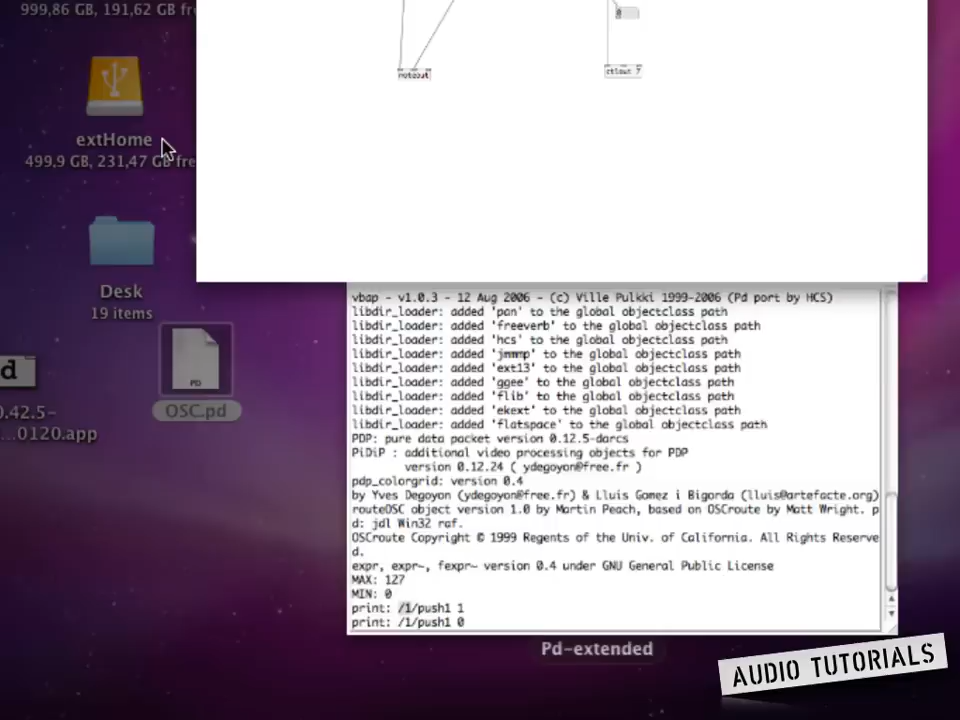 999,86 GB, 191,62 GB fr
extHome
499,9 GB, 231,47 GB fre
Desk
19 items
d
0.42.5-
...0120.app
PD
OSC.pd
noteout
ctlout 7
0
vbap - v1.0.3 - 12 Aug 2006 - (c) Ville Pulkki 1999-2006 (Pd port by HCS)
libdir_loader: added 'pan' to the global objectclass path
libdir_loader: added 'freeverb' to the global objectclass path
libdir_loader: added 'hcs' to the global objectclass path
libdir_loader: added 'jmmmp' to the global objectclass path
libdir_loader: added 'ext13' to the global objectclass path
libdir_loader: added 'ggee' to the global objectclass path
libdir_loader: added 'flib' to the global objectclass path
libdir_loader: added 'ekext' to the global objectclass path
libdir_loader: added 'flatspace' to the global objectclass path
PDP: pure data packet version 0.12.5-darcs
PiDiP : additional video processing objects for PDP
version 0.12.24 ( ydegoyon@free.fr )
pdp_colorgrid: version 0.4
by Yves Degoyon (ydegoyon@free.fr) & Lluis Gomez i Bigorda (lluis@artefacte.org)
routeOSC object version 1.0 by Martin Peach, based on OSCroute by Matt Wright. p
d: jdl Win32 raf.
OSCroute Copyright © 1999 Regents of the Univ. of California. All Rights Reserve
d.
expr, expr~, fexpr~ version 0.4 under GNU General Public License
MAX: 127
MIN: 0
print: /1/push1 1
print: /1/push1 0
Pd-extended
AUDIO TUTORIALS